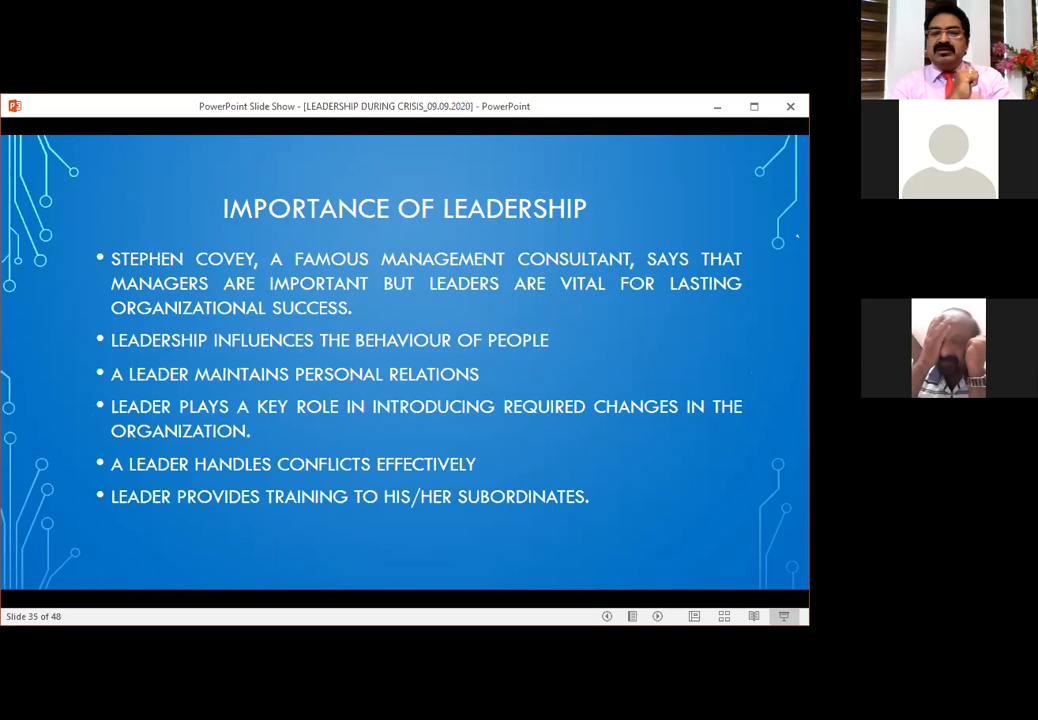 PowerPoint Slide Show - [LEADERSHIP DURING CRISIS_09.09.2020] - PowerPoint
IMPORTANCE OF LEADERSHIP
• STEPHEN COVEY, A FAMOUS MANAGEMENT CONSULTANT, SAYS THAT
MANAGERS ARE IMPORTANT BUT LEADERS ARE VITAL FOR LASTING
ORGANIZATIONAL SUCCESS.
• LEADERSHIP INFLUENCES THE BEHAVIOUR OF PEOPLE
• A LEADER MAINTAINS PERSONAL RELATIONS
• LEADER PLAYS A KEY ROLE IN INTRODUCING REQUIRED CHANGES IN THE
ORGANIZATION.
• A LEADER HANDLES CONFLICTS EFFECTIVELY
• LEADER PROVIDES TRAINING TO HIS/HER SUBORDINATES.
Slide 35 of 48